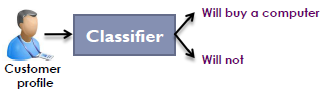 Will buy a computer
Classifier
Will not
Customer
profile